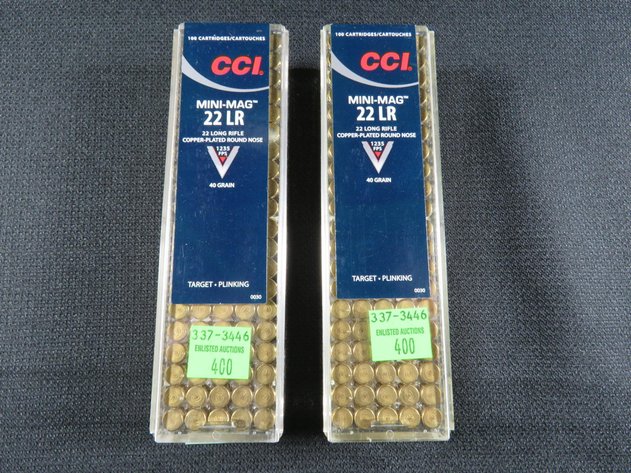 100 CARTRIDGES/CARTOUCHES
CCI®
MINI-MAG™
22 LR
22 LONG RIFLE
COPPER-PLATED ROUND NOSE
1235
FPS
40 GRAIN
TARGET • PLINKING
0030
337-3446
ENLISTED AUCTIONS
400
100 CARTRIDGES/CARTOUCHES
CCI®
MINI-MAG™
22 LR
22 LONG RIFLE
COPPER-PLATED ROUND NOSE
1235
FPS
40 GRAIN
TARGET • PLINKING
0030
337-3446
ENLISTED AUCTIONS
400